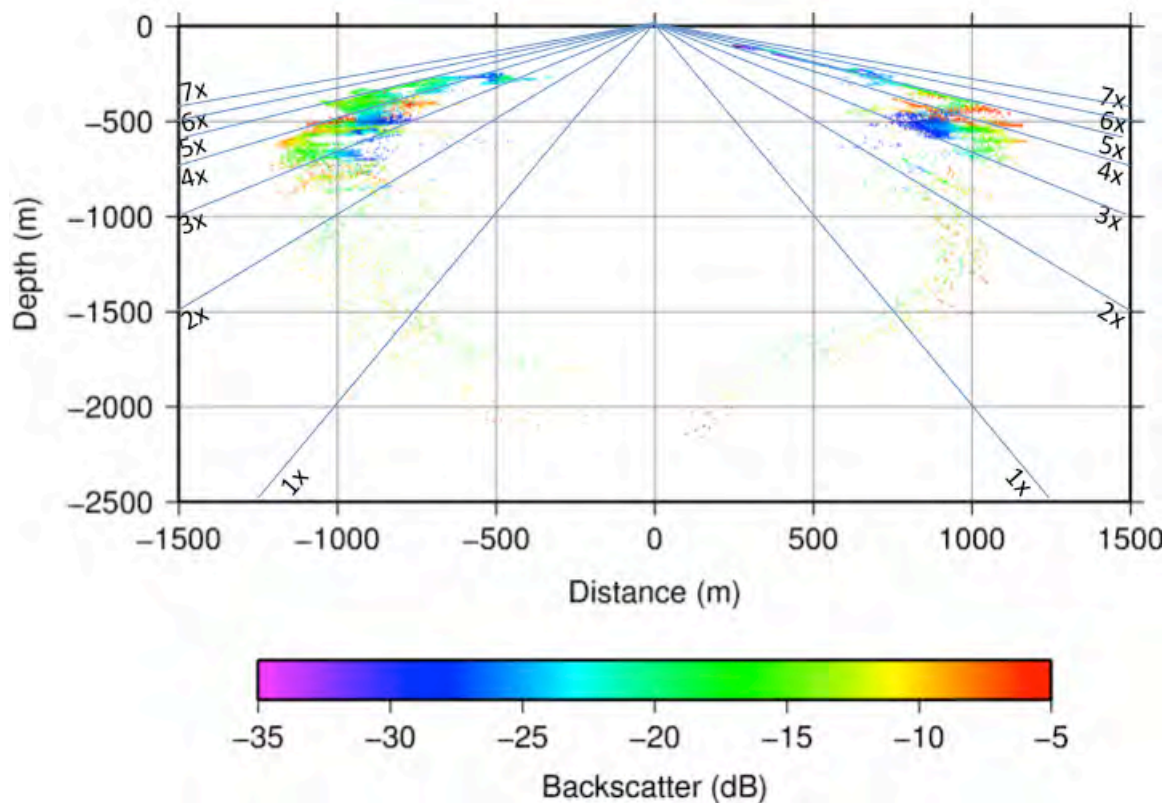 0
−500
−1000
−1500
−2000
−2500
Depth (m)
7x
6x
5x
4x
3x
2x
1x
7x
6x
5x
4x
3x
2x
1x
−1500 −1000 −500 0 500 1000 1500
Distance (m)
−35 −30 −25 −20 −15 −10 −5
Backscatter (dB)